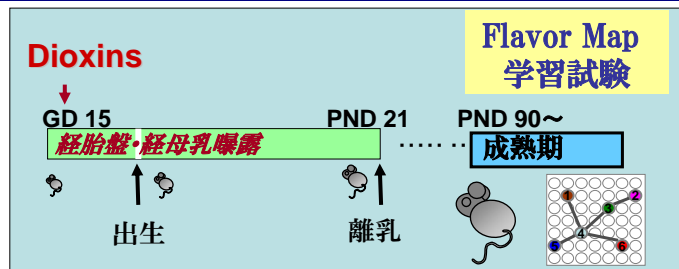 Flavor Map
学習試験
Dioxins
GD 15
PND 21
PND 90～
経胎盤・経母乳曝露
成熟期
出生
離乳
1
2
3
4
6